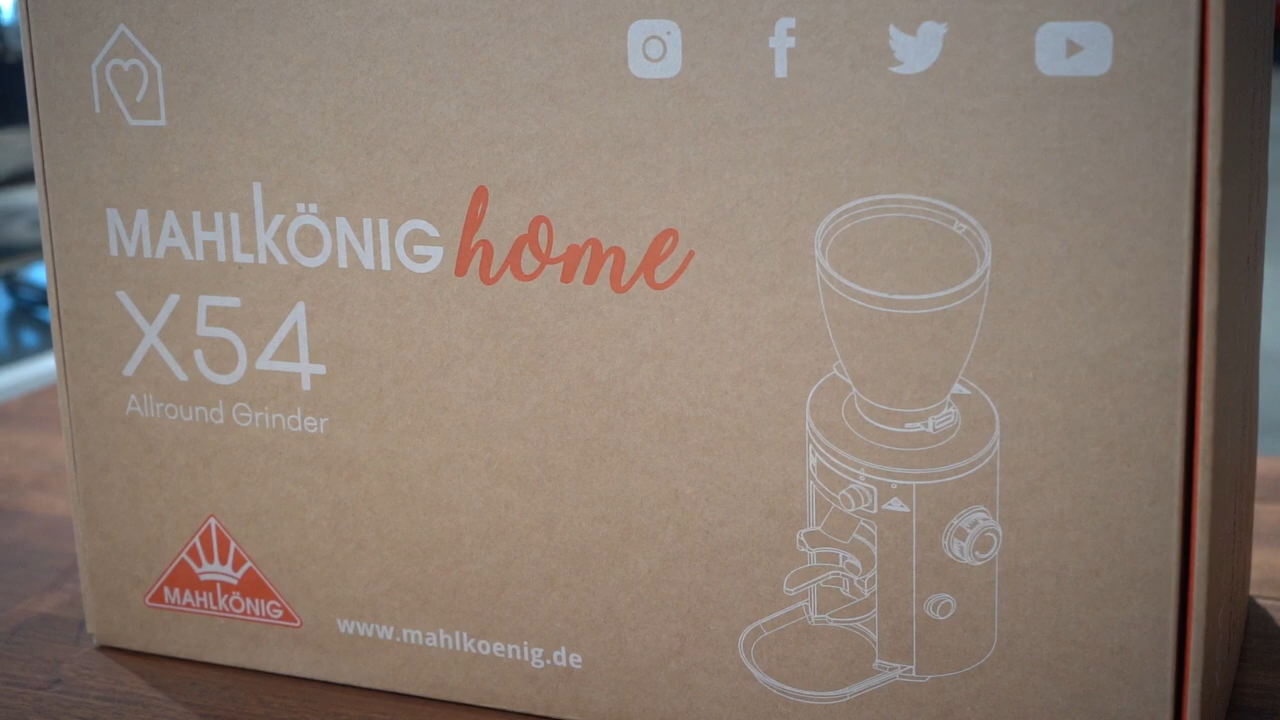 MAHLKÖNIG home
X54
Allround Grinder
MAHLKÖNIG
www.mahlkoenig.de